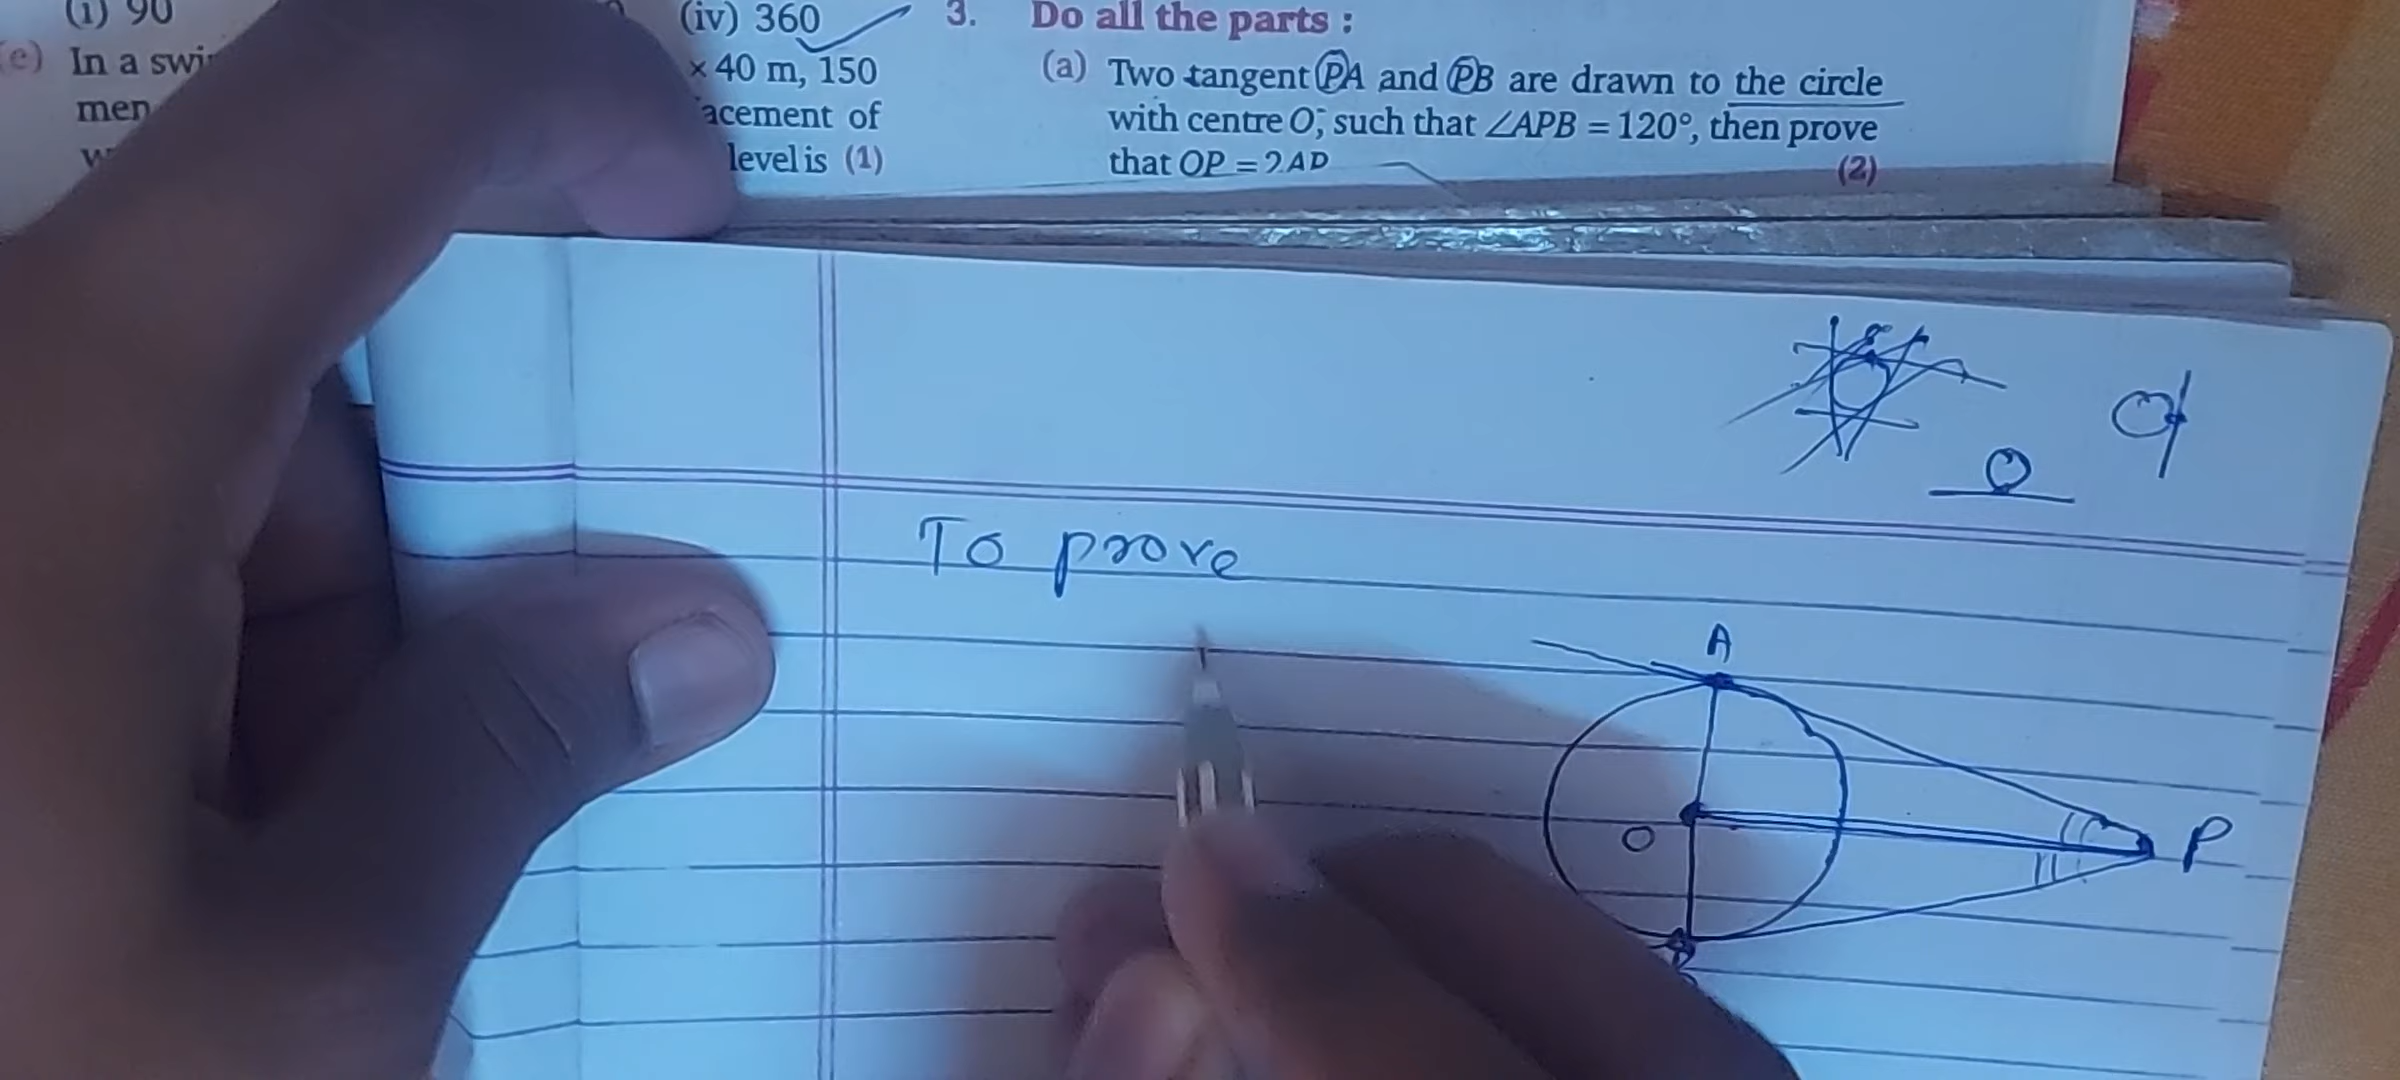 (i) 90
(e) In a swi
men
(iv) 360
× 40 m, 150
acement of
level is (1)
3. Do all the parts :
(a) Two tangent PA and PB are drawn to the circle
with centre O, such that ∠APB = 120°, then prove
that OP = 2AP
(2)
To prove
A
O
P
B